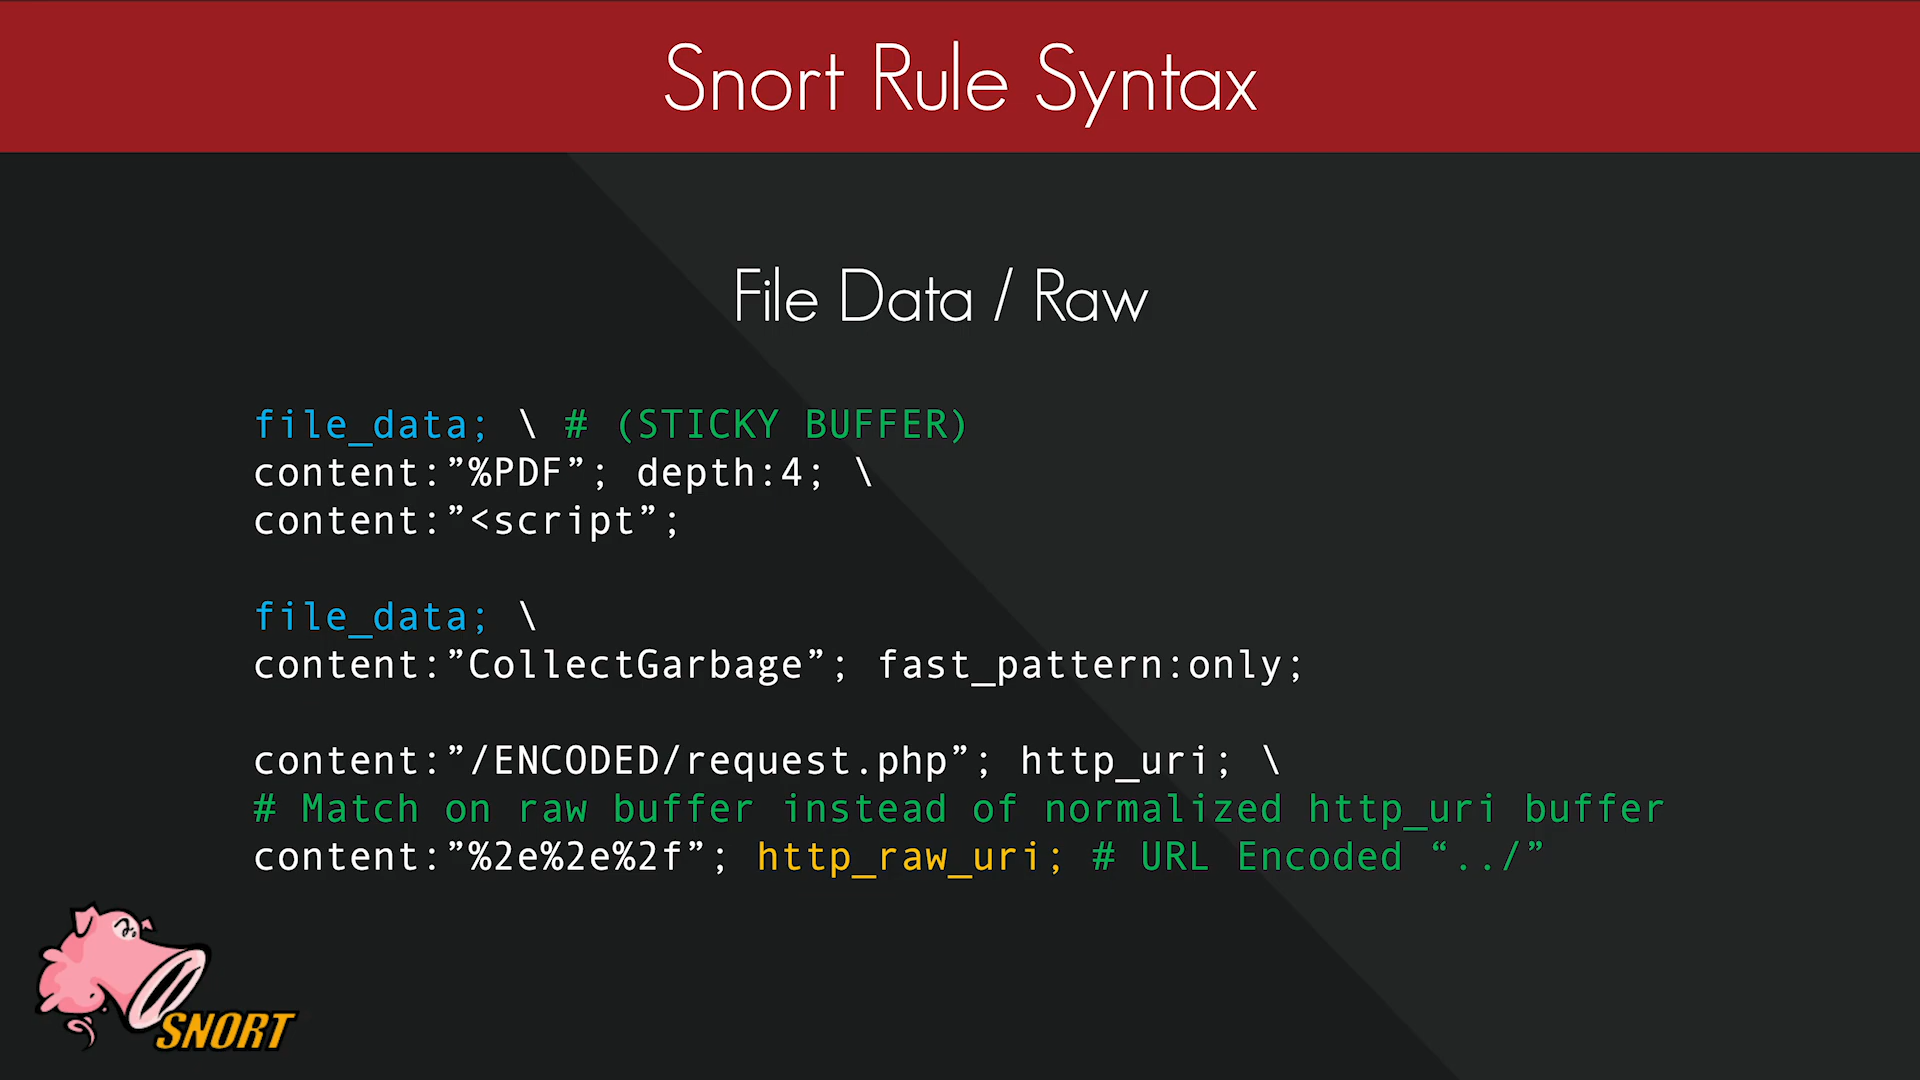 Snort Rule Syntax
File Data / Raw
file_data; \ # (STICKY BUFFER)
content:”%PDF”; depth:4; \
content:”<script”;
file_data; \
content:”CollectGarbage”; fast_pattern:only;
content:”/ENCODED/request.php”; http_uri; \
# Match on raw buffer instead of normalized http_uri buffer
content:”%2e%2e%2f”; http_raw_uri; # URL Encoded “../”
SNORT